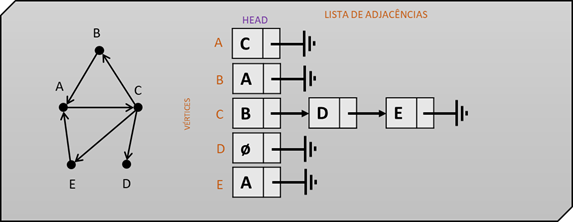 LISTA DE ADJACÊNCIAS
HEAD
B
A
C
E
D
VÉRTICES
A C
B A
C B D E
D ø
E A